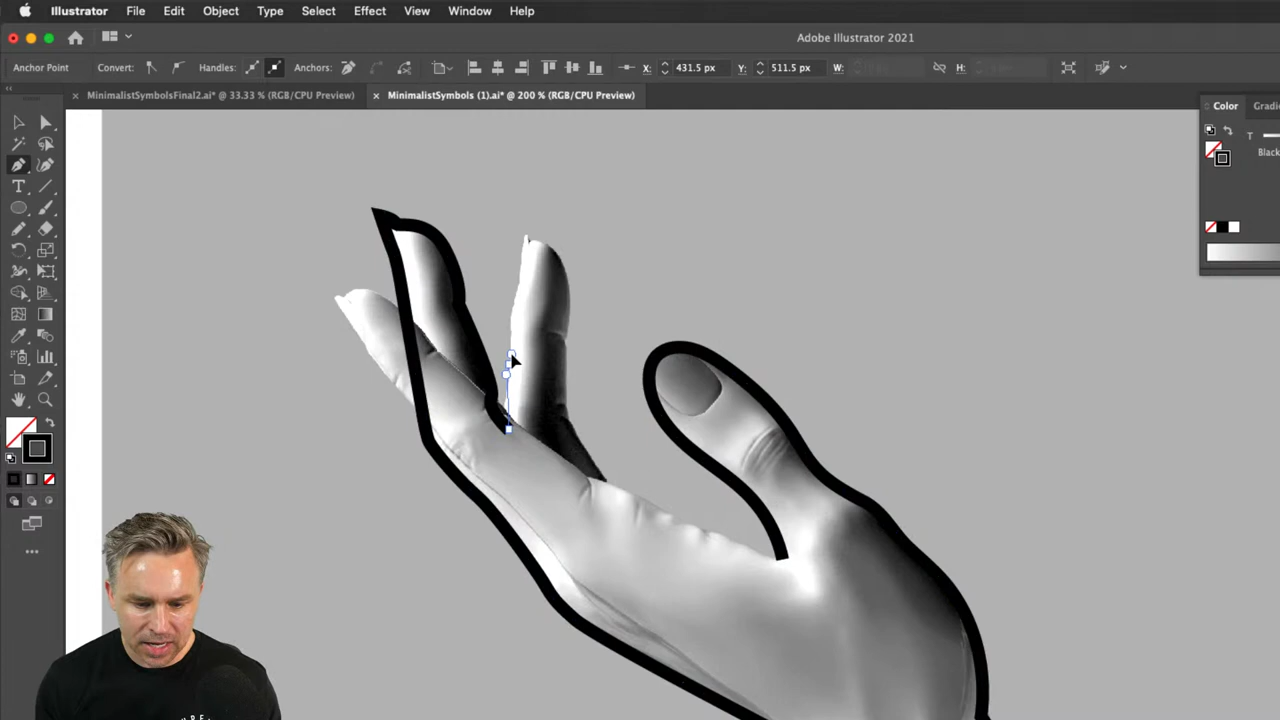 Illustrator File Edit Object Type Select Effect View Window Help
Adobe Illustrator 2021
Anchor Point Convert: Handles: Anchors: X: 431.5 px Y: 511.5 px W: H:
MinimalistSymbolsFinal2.ai* @ 33.33 % (RGB/CPU Preview) MinimalistSymbols (1).ai* @ 200 % (RGB/CPU Preview)
Color Gradi
T
Black